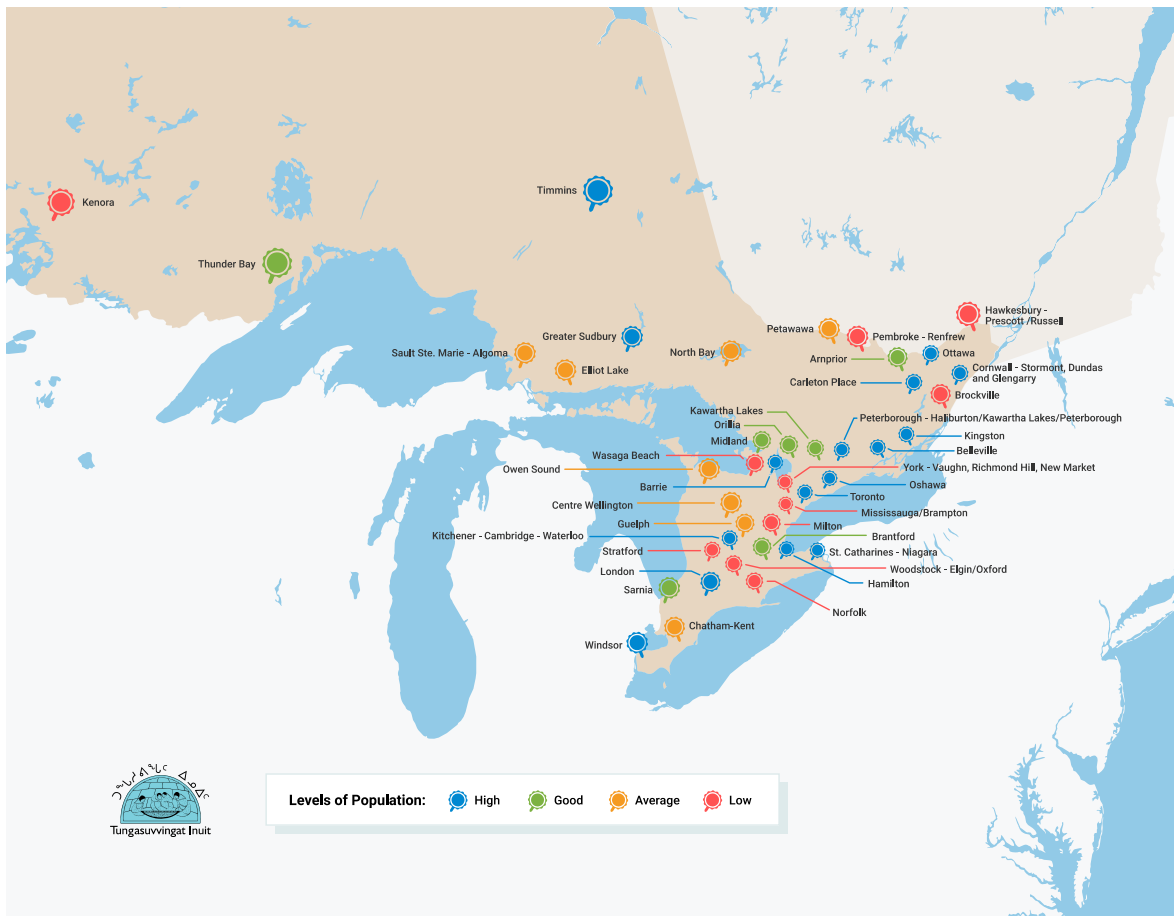 Timmins
Kenora
Thunder Bay
Hawkesbury -
Prescott /Russell
Petawawa
Pembroke - Renfrew
Greater Sudbury
Sault Ste. Marie - Algoma
North Bay
Ottawa
Arnprior
Elliot Lake
Cornwall - Stormont, Dundas
and Glengarry
Carleton Place
Brockville
Kawartha Lakes
Peterborough - Haliburton/Kawartha Lakes/Peterborough
Orillia
Kingston
Midland
Belleville
Wasaga Beach
York - Vaughn, Richmond Hill, New Market
Owen Sound
Barrie
Oshawa
Toronto
Centre Wellington
Mississauga/Brampton
Guelph
Milton
Kitchener - Cambridge - Waterloo
Brantford
Stratford
St. Catharines - Niagara
Woodstock - Elgin/Oxford
London
Hamilton
Sarnia
Norfolk
Chatham-Kent
Windsor
Levels of Population: High Good Average Low
ᑐᖓᓱᕝᕕᖓᑦ ᐃᓄᐃᑦ
Tungasuvvingat Inuit